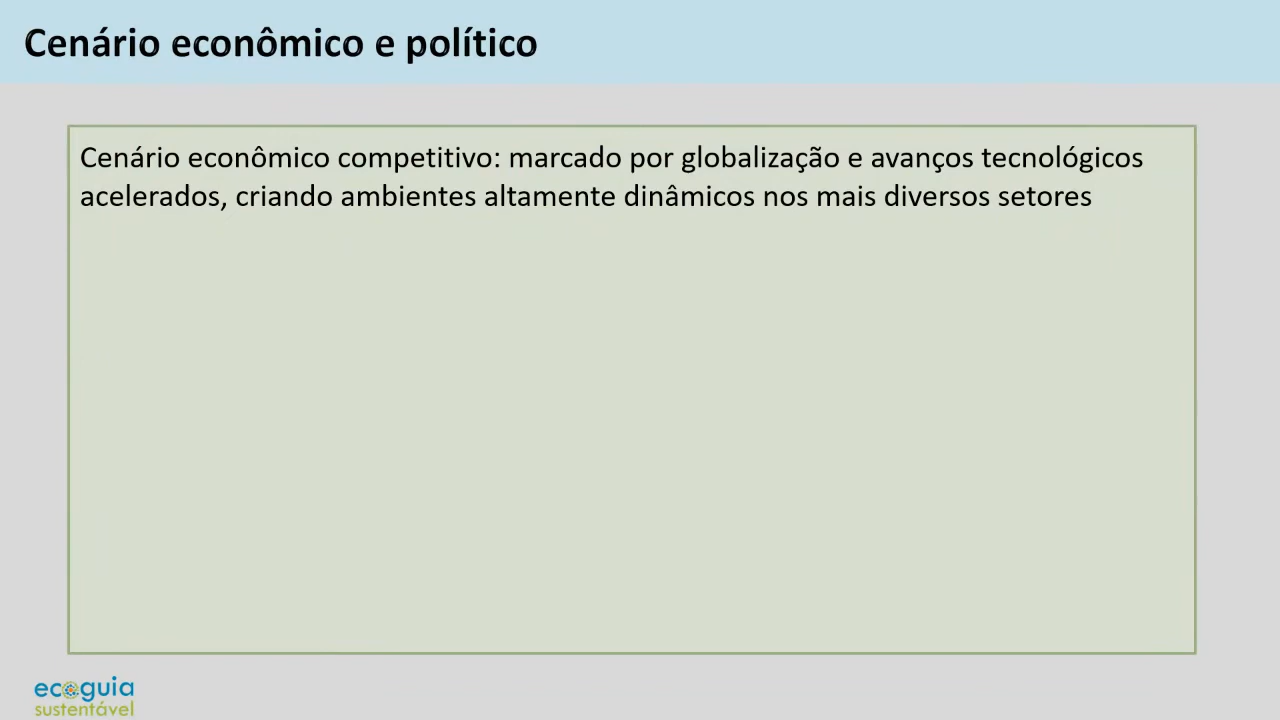 Cenário econômico e político
Cenário econômico competitivo: marcado por globalização e avanços tecnológicos
acelerados, criando ambientes altamente dinâmicos nos mais diversos setores
ecoguia
sustentável